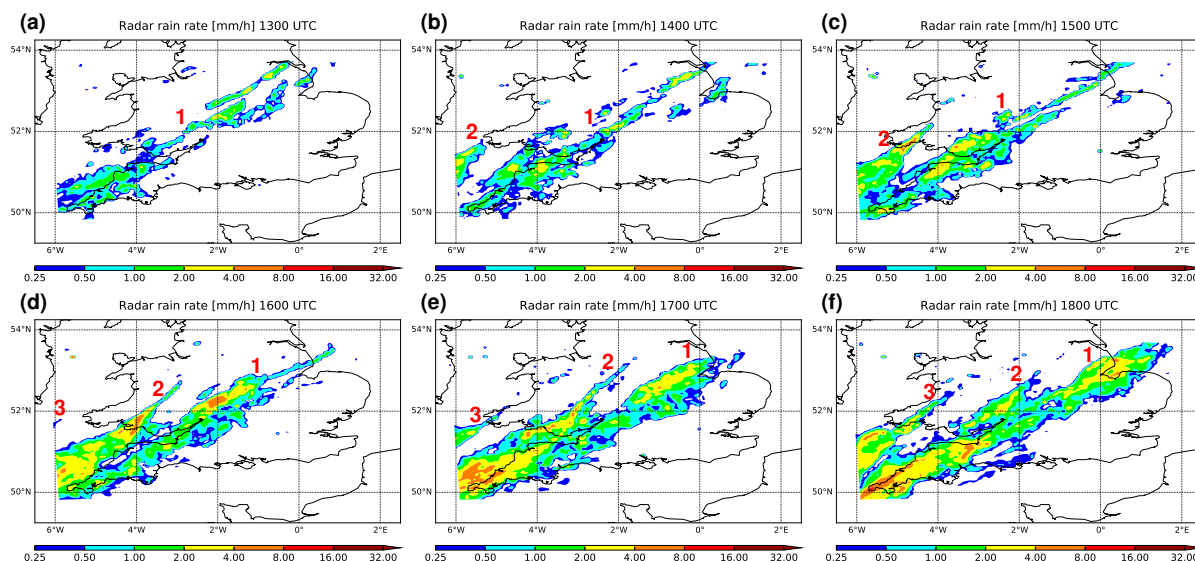 (a) Radar rain rate [mm/h] 1300 UTC
54°N
1
52°N
50°N
6°W 4°W 2°W 0° 2°E
0.25 0.50 1.00 2.00 4.00 8.00 16.00 32.00
(b) Radar rain rate [mm/h] 1400 UTC
54°N
1
2
52°N
50°N
6°W 4°W 2°W 0° 2°E
0.25 0.50 1.00 2.00 4.00 8.00 16.00 32.00
(c) Radar rain rate [mm/h] 1500 UTC
54°N
1
2
52°N
50°N
6°W 4°W 2°W 0° 2°E
0.25 0.50 1.00 2.00 4.00 8.00 16.00 32.00
(d) Radar rain rate [mm/h] 1600 UTC
54°N
1
2
3
52°N
50°N
6°W 4°W 2°W 0° 2°E
0.25 0.50 1.00 2.00 4.00 8.00 16.00 32.00
(e) Radar rain rate [mm/h] 1700 UTC
54°N
1
2
3
52°N
50°N
6°W 4°W 2°W 0° 2°E
0.25 0.50 1.00 2.00 4.00 8.00 16.00 32.00
(f) Radar rain rate [mm/h] 1800 UTC
54°N
1
2
3
52°N
50°N
6°W 4°W 2°W 0° 2°E
0.25 0.50 1.00 2.00 4.00 8.00 16.00 32.00